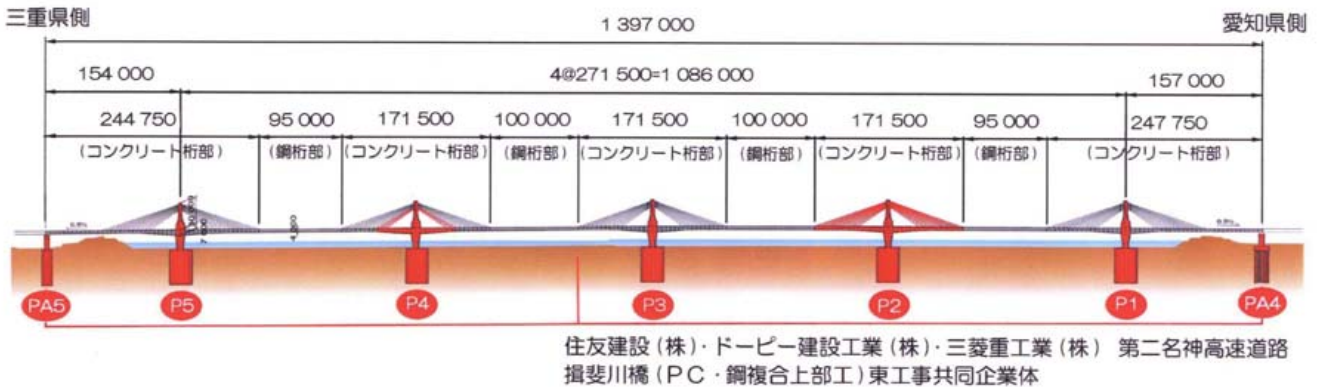 三重県側
愛知県側
1 397 000
154 000
4@271 500=1 086 000
157 000
244 750
95 000
171 500
100 000
171 500
100 000
171 500
95 000
247 750
(コンクリート桁部)
(鋼桁部)
(コンクリート桁部)
(鋼桁部)
(コンクリート桁部)
(鋼桁部)
(コンクリート桁部)
(鋼桁部)
(コンクリート桁部)
PA5
P5
P4
P3
P2
P1
PA4
住友建設(株)・ドーピー建設工業(株)・三菱重工業(株) 第二名神高速道路
揖斐川橋(PC・鋼複合上部工)東工事共同企業体